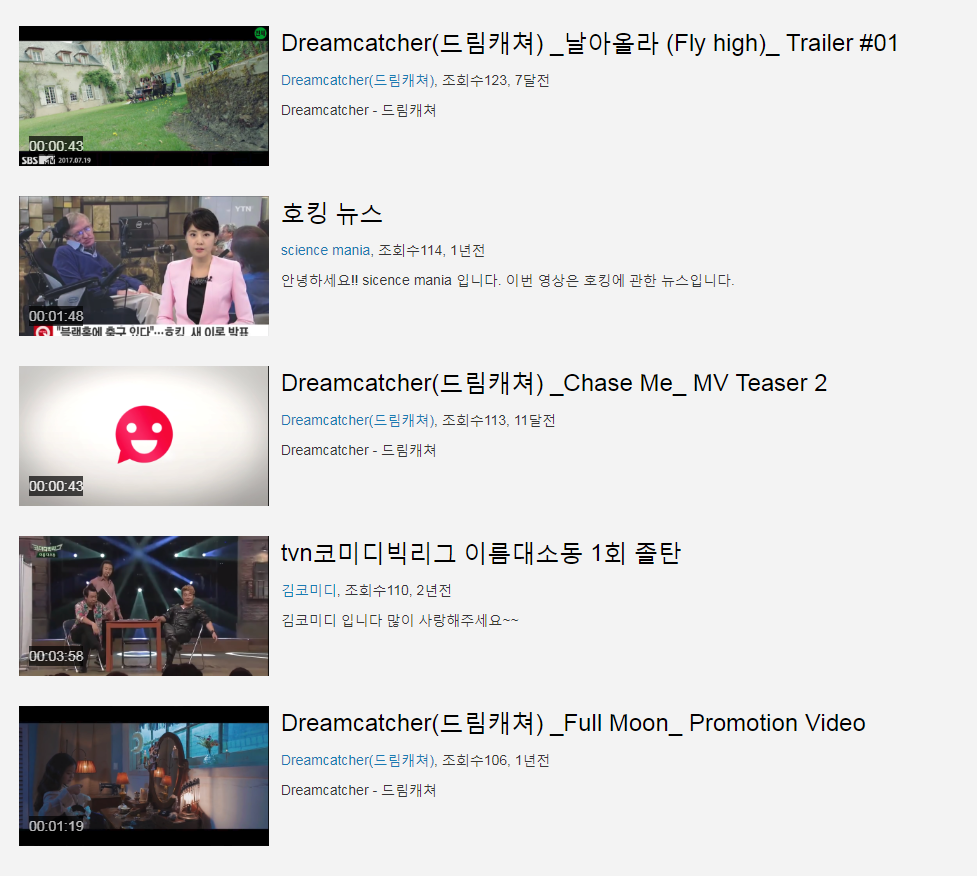 Dreamcatcher(드림캐쳐) _날아올라 (Fly high)_ Trailer #01
Dreamcatcher(드림캐쳐), 조회수123, 7달전
Dreamcatcher - 드림캐쳐
00:00:43
SBS MTV 2017.07.19
호킹 뉴스
YTN
science mania, 조회수114, 1년전
안녕하세요!! sicence mania 입니다. 이번 영상은 호킹에 관한 뉴스입니다.
00:01:48
"블랙홀에 출구 있다"…호킹, 새 이론 발표
Dreamcatcher(드림캐쳐) _Chase Me_ MV Teaser 2
Dreamcatcher(드림캐쳐), 조회수113, 11달전
Dreamcatcher - 드림캐쳐
00:00:43
tvn코미디빅리그 이름대소동 1회 졸탄
김코미디, 조회수110, 2년전
김코미디 입니다 많이 사랑해주세요~~
00:03:58
Dreamcatcher(드림캐쳐) _Full Moon_ Promotion Video
Dreamcatcher(드림캐쳐), 조회수106, 1년전
Dreamcatcher - 드림캐쳐
00:01:19